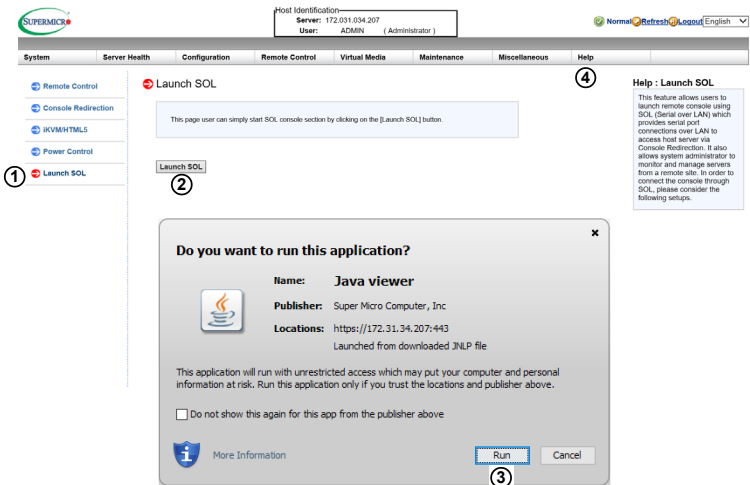 Host Identification
Server: 172.031.034.207
User: ADMIN ( Administrator )
SUPERMICR
Normal Refresh Logout English
System Server Health Configuration Remote Control Virtual Media Maintenance Miscellaneous Help
4
Remote Control
Console Redirection
iKVM/HTML5
Power Control
1 Launch SOL
Launch SOL
This page user can simply start SOL console section by clicking on the [Launch SOL] button.
Launch SOL
2
Help : Launch SOL
This feature allows users to
launch remote console using
SOL (Serial over LAN) which
provides serial port
connections over LAN to
access host server via
Console Redirection. It also
allows system administrator to
monitor and manage servers
from a remote site. In order to
connect the console through
SOL, please consider the
following setups.
Do you want to run this application?
Name: Java viewer
Publisher: Super Micro Computer, Inc
Locations: https://172.31.34.207:443
Launched from downloaded JNLP file
This application will run with unrestricted access which may put your computer and personal
information at risk. Run this application only if you trust the locations and publisher above.
Do not show this again for this app from the publisher above
More Information
Run Cancel
3